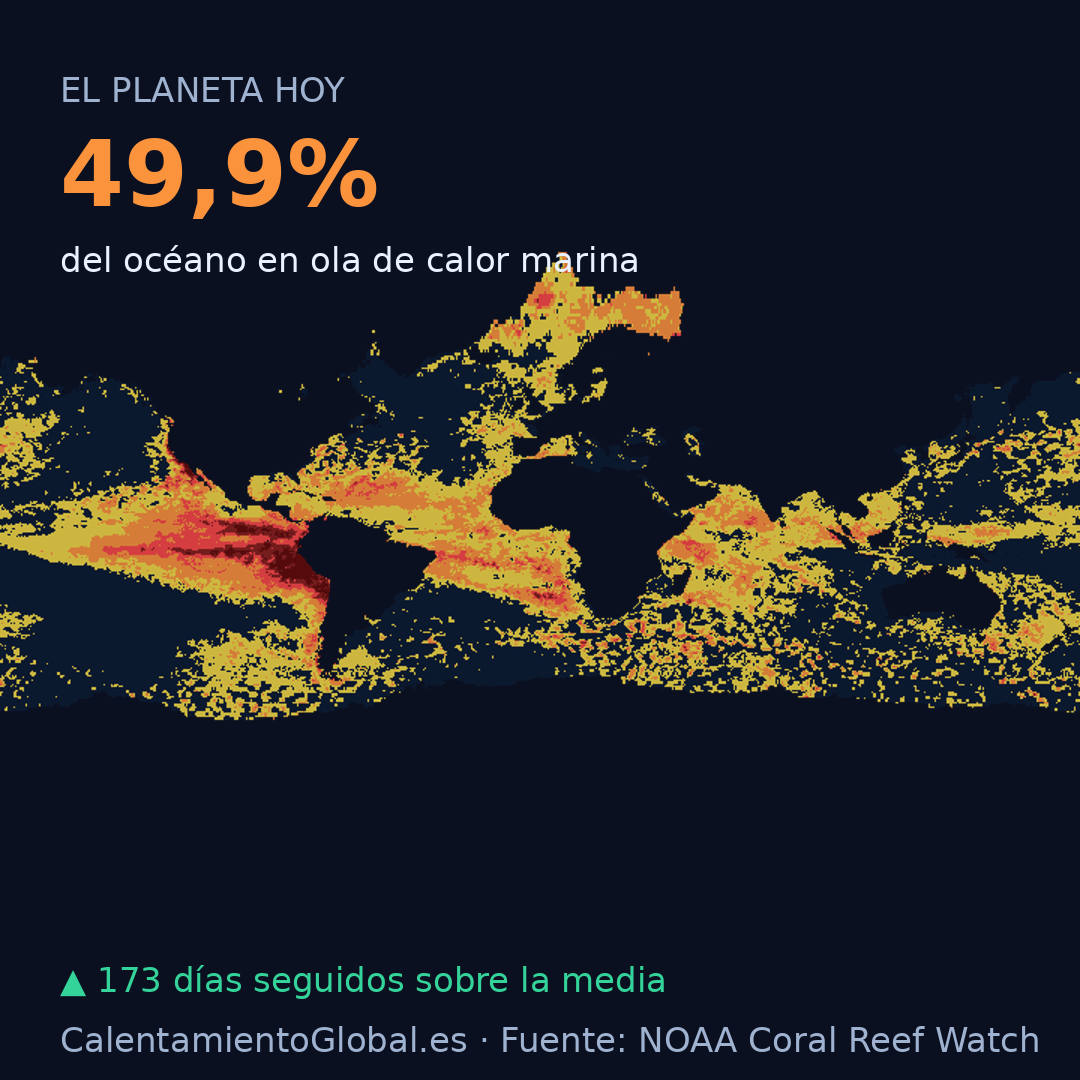 EL PLANETA HOY
49,9%
del océano en ola de calor marina
▲ 173 días seguidos sobre la media
CalentamientoGlobal.es · Fuente: NOAA Coral Reef Watch